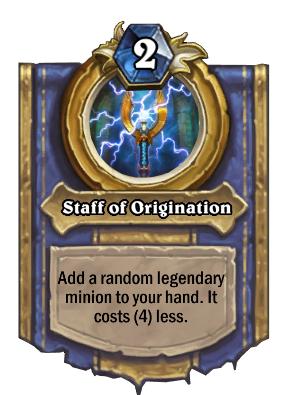 2
Staff of Origination
Add a random legendary
minion to your hand. It
costs (4) less.